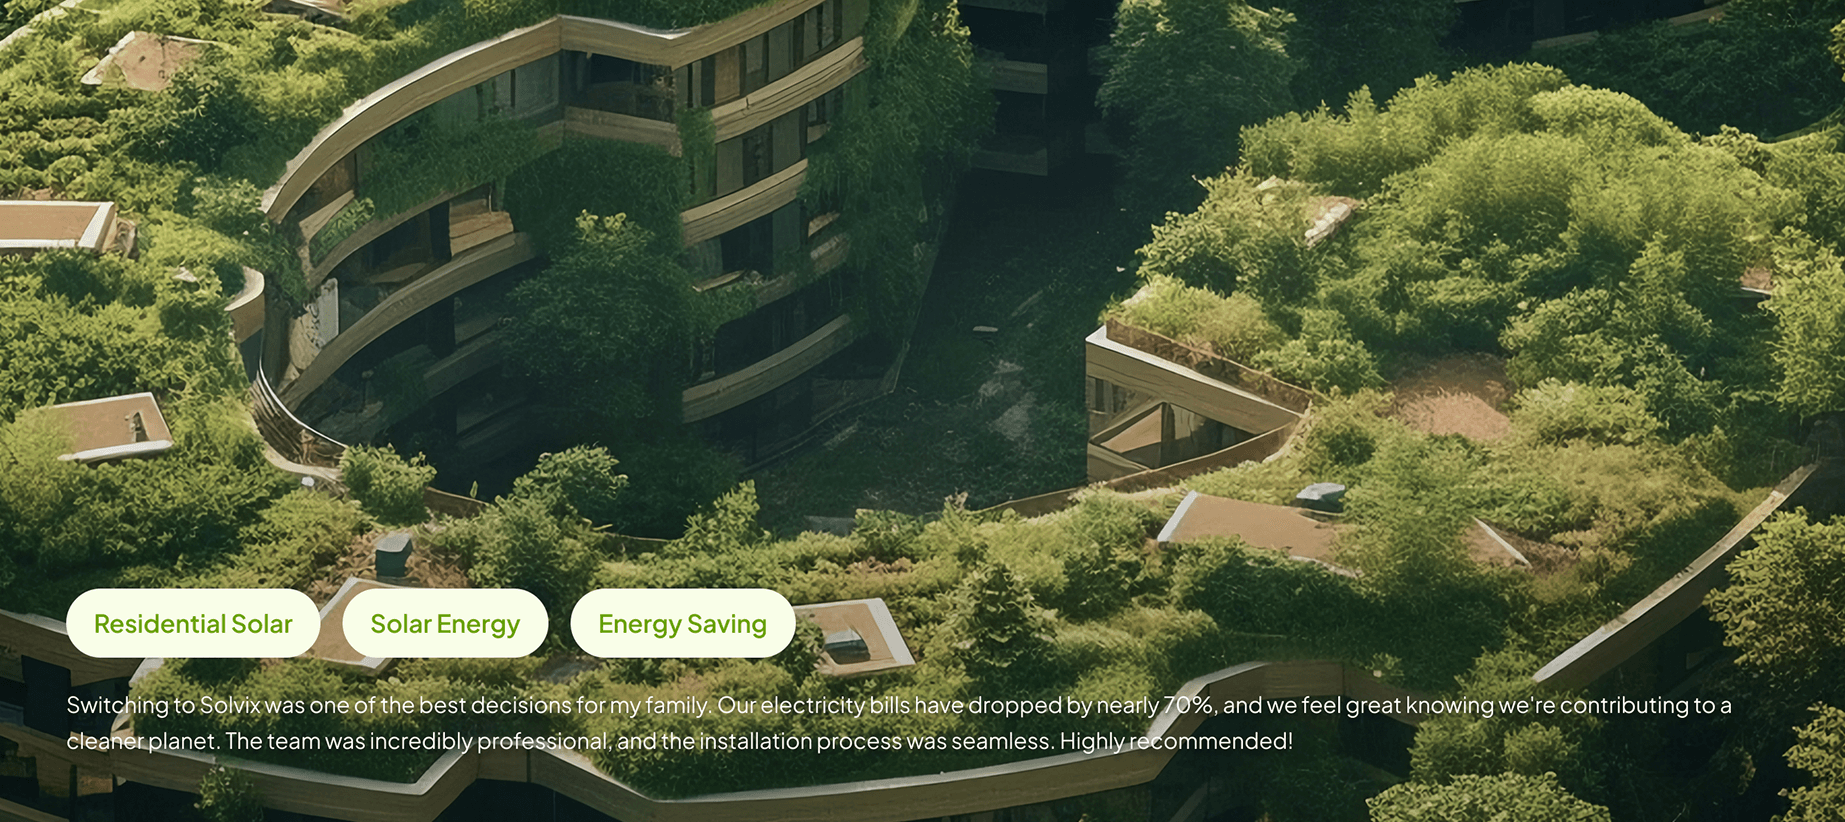 Residential Solar
Solar Energy
Energy Saving
Switching to Solvix was one of the best decisions for my family. Our electricity bills have dropped by nearly 70%, and we feel great knowing we're contributing to a
cleaner planet. The team was incredibly professional, and the installation process was seamless. Highly recommended!